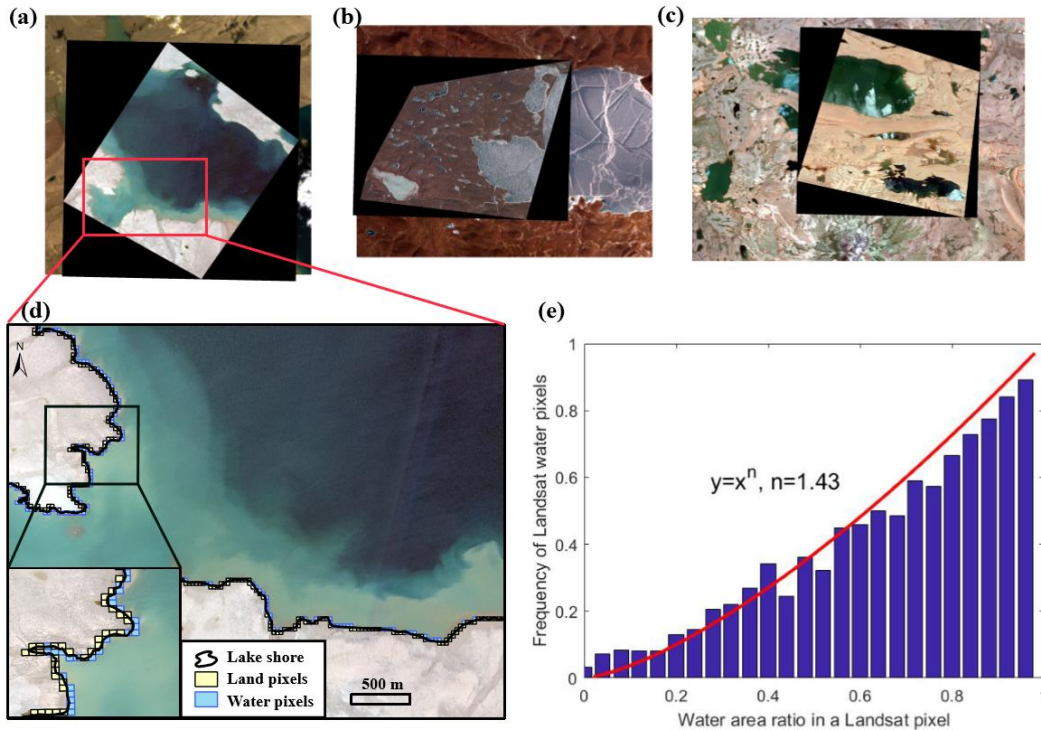 (a)
(b)
(c)
(d)
N
Lake shore
Land pixels
Water pixels
500 m
(e)
Frequency of Landsat water pixels
1
0.8
0.6
0.4
0.2
0
y=xⁿ, n=1.43
0 0.2 0.4 0.6 0.8 1
Water area ratio in a Landsat pixel